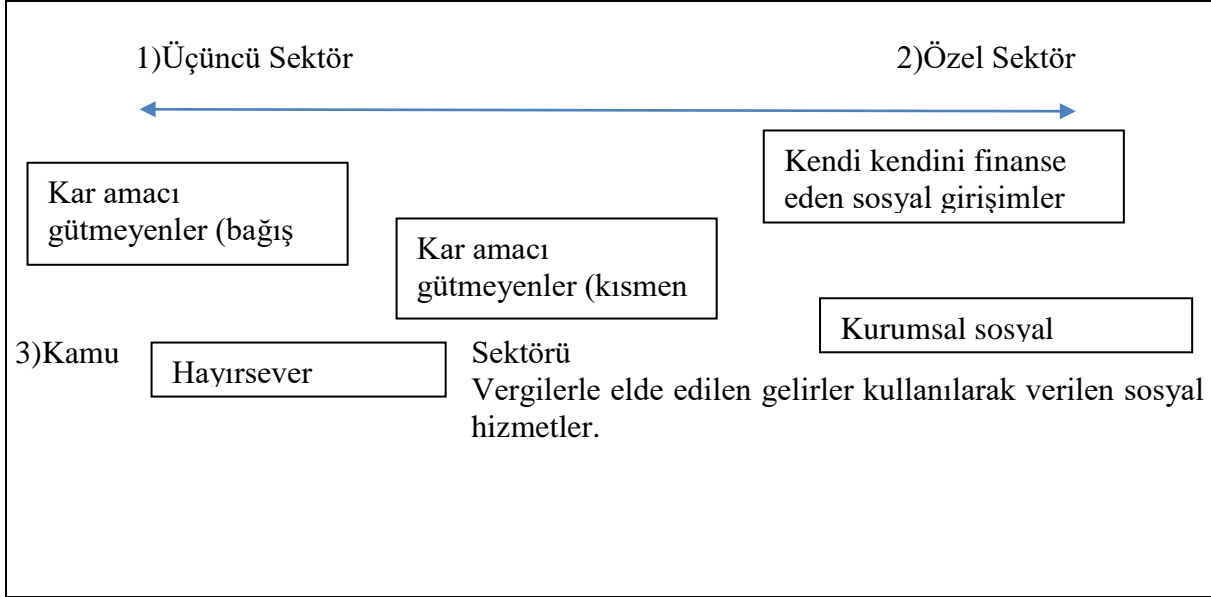 1)Üçüncü Sektör
2)Özel Sektör
Kendi kendini finanse
eden sosyal girişimler
Kar amacı
gütmeyenler (bağış
Kar amacı
gütmeyenler (kısmen
Kurumsal sosyal
3)Kamu
Hayırsever
Sektörü
Vergilerle elde edilen gelirler kullanılarak verilen sosyal
hizmetler.